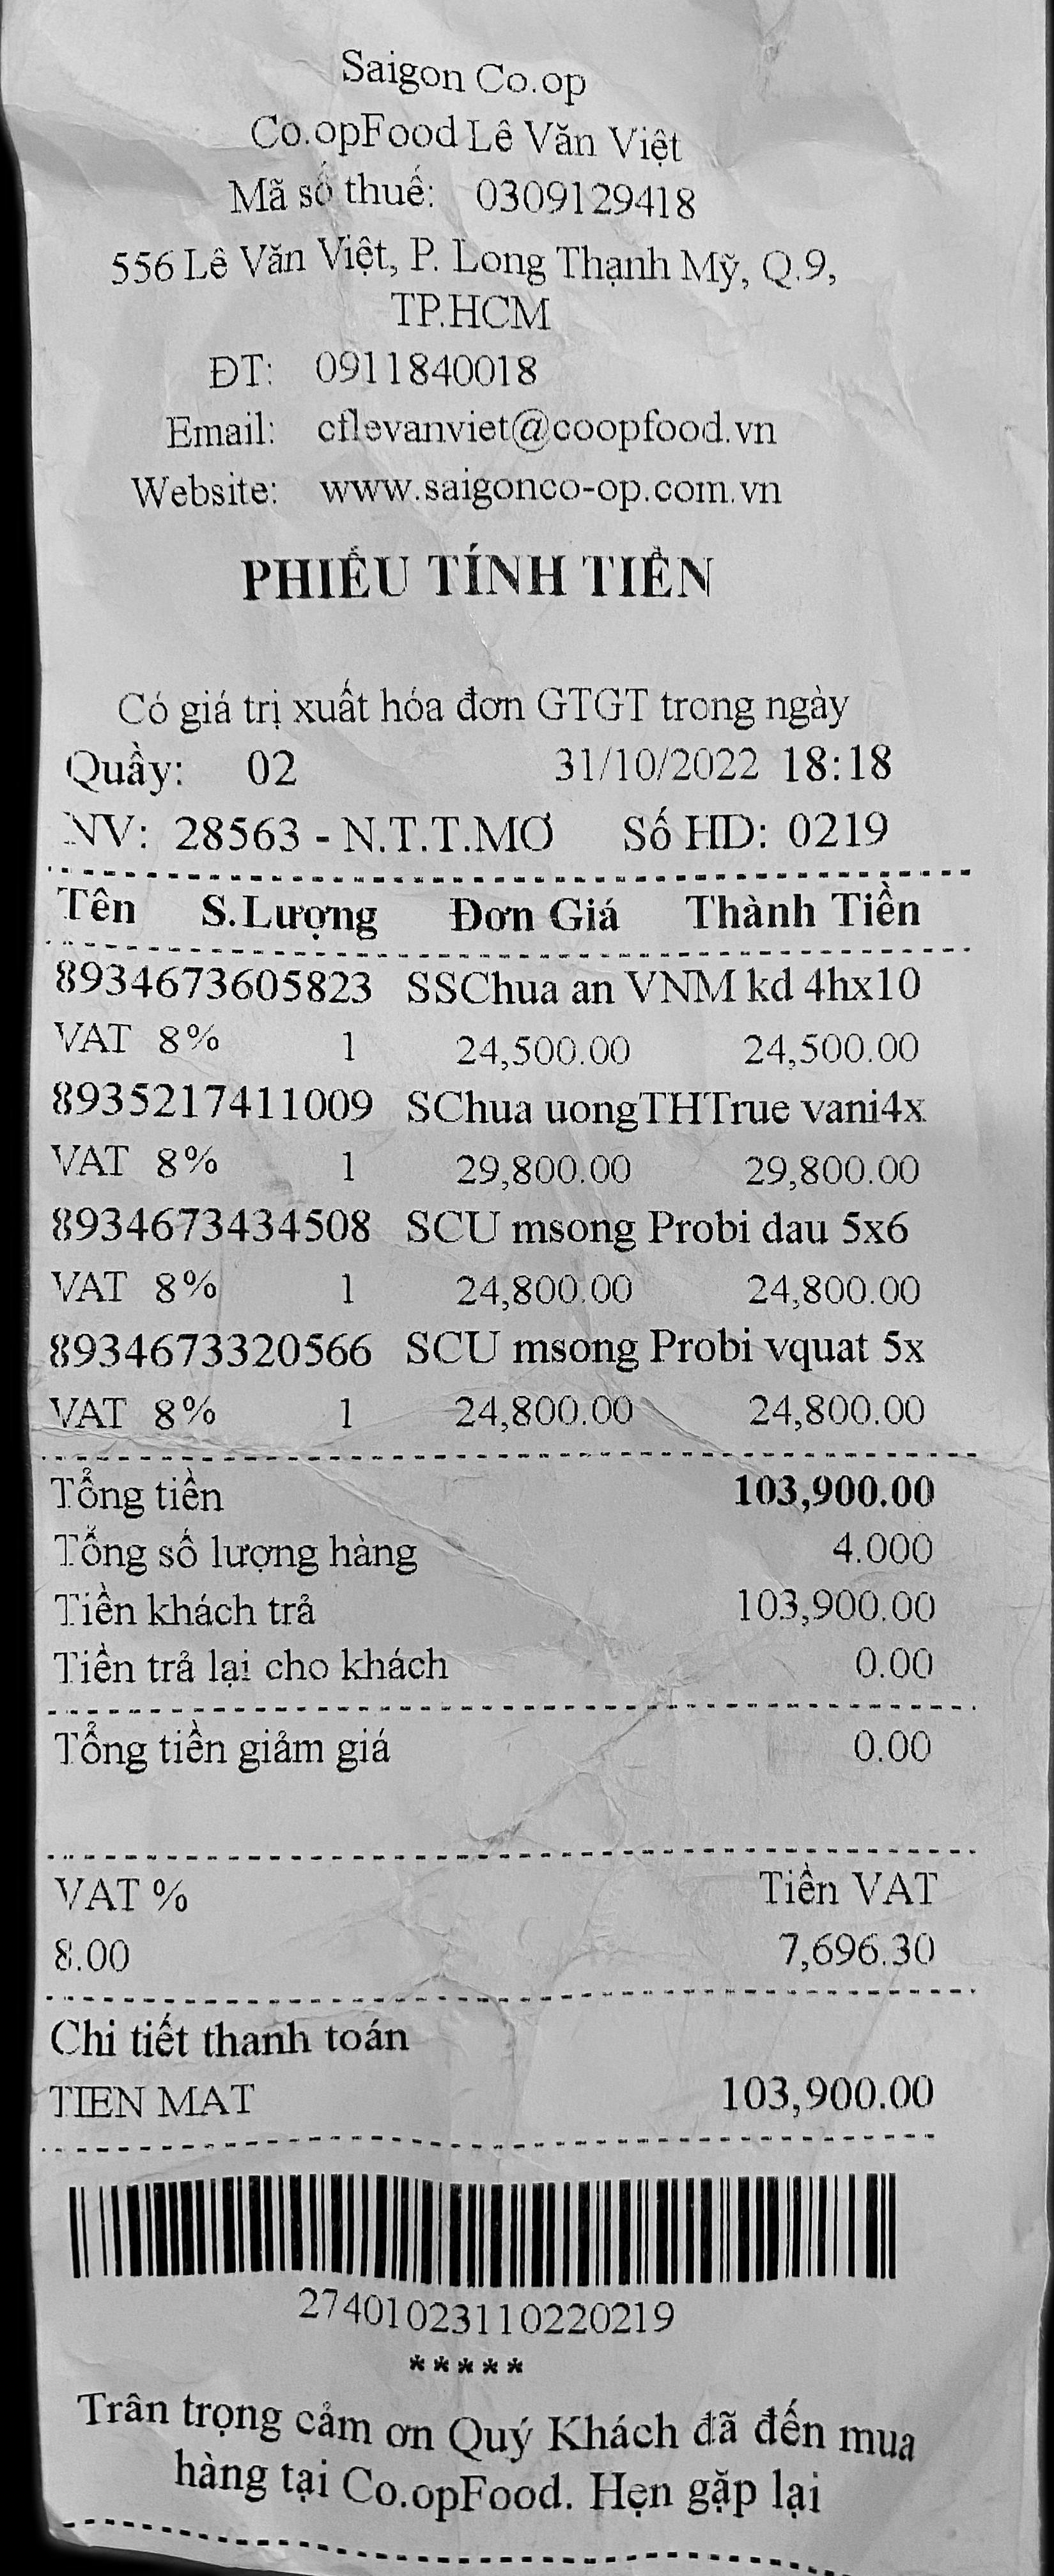 Saigon Co.op
Co.opFood Lê Văn Việt
Mã số thuế: 0309129418
556 Lê Văn Việt, P. Long Thạnh Mỹ, Q.9,
TP.HCM
ĐT: 0911840018
Email: cflevanviet@coopfood.vn
Website: www.saigonco-op.com.vn
PHIẾU TÍNH TIỀN
Có giá trị xuất hóa đơn GTGT trong ngày
Quầy: 02 31/10/2022 18:18
NV: 28563 - N.T.T.MƠ Số HD: 0219
Tên S.Lượng Đơn Giá Thành Tiền
8934673605823 SSChua an VNM kd 4hx10
VAT 8% 1 24,500.00 24,500.00
8935217411009 SChua uongTHTrue vani4x
VAT 8% 1 29,800.00 29,800.00
8934673434508 SCU msong Probi dau 5x6
VAT 8% 1 24,800.00 24,800.00
8934673320566 SCU msong Probi vquat 5x
VAT 8% 1 24,800.00 24,800.00
Tổng tiền 103,900.00
Tổng số lượng hàng 4.000
Tiền khách trả 103,900.00
Tiền trả lại cho khách 0.00
Tổng tiền giảm giá 0.00
VAT % Tiền VAT
8.00 7,696.30
Chi tiết thanh toán
TIEN MAT 103,900.00
27401023110220219
*****
Trân trọng cảm ơn Quý Khách đã đến mua
hàng tại Co.opFood. Hẹn gặp lại